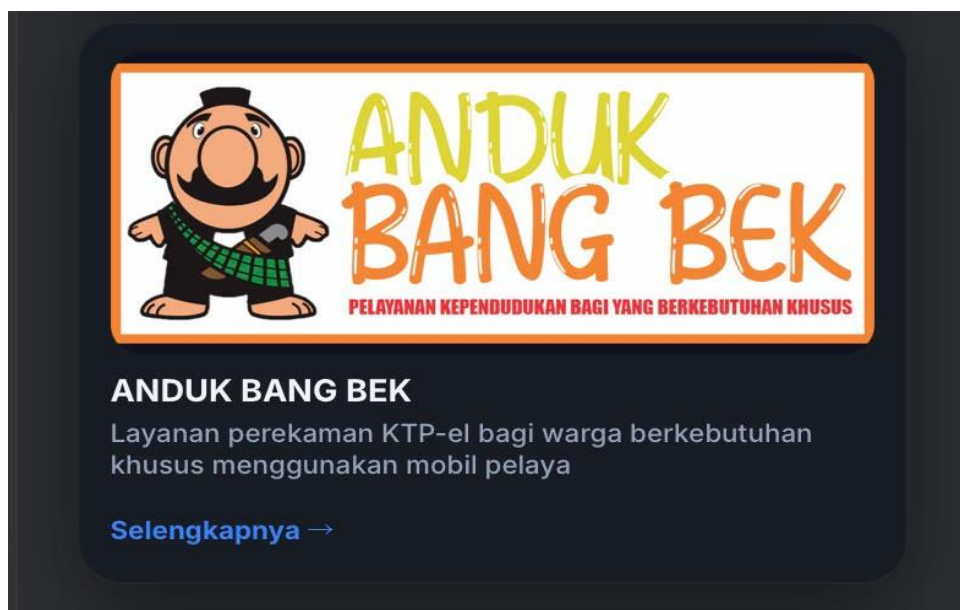 ANDUK
BANG BEK
PELAYANAN KEPENDUDUKAN BAGI YANG BERKEBUTUHAN KHUSUS
ANDUK BANG BEK
Layanan perekaman KTP-el bagi warga berkebutuhan
khusus menggunakan mobil pelaya
Selengkapnya →